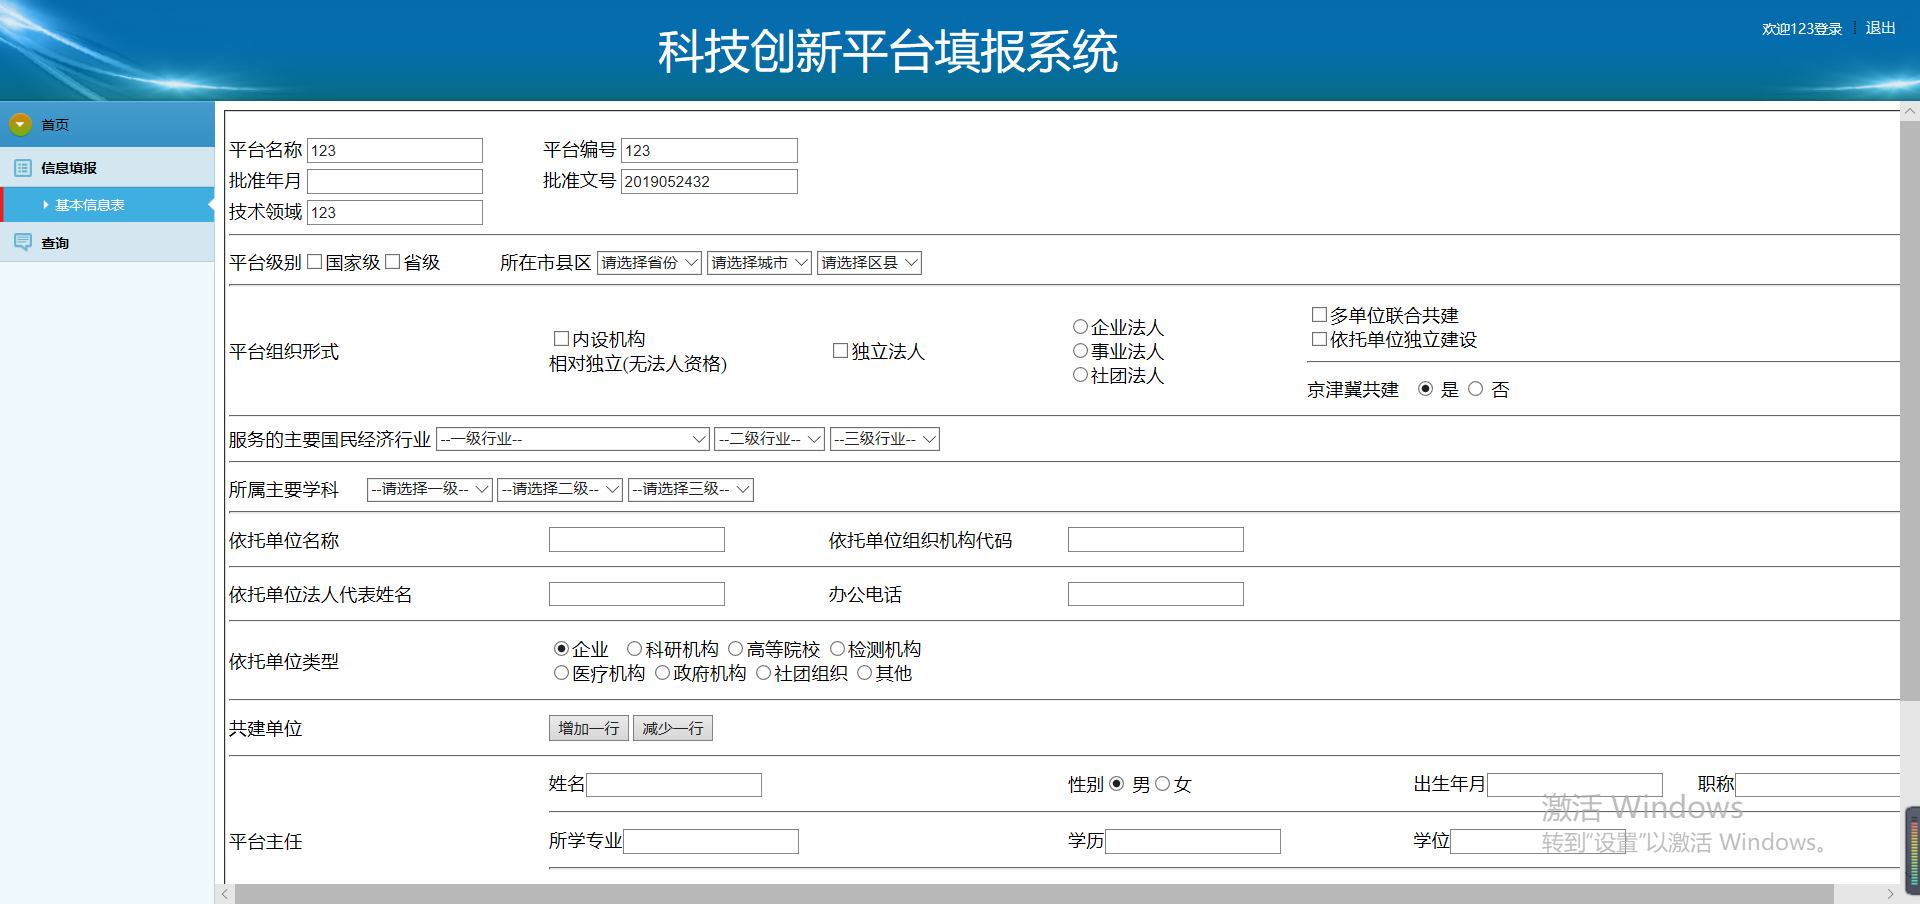 科技创新平台填报系统
欢迎123登录 ┊ 退出
首页
信息填报
基本信息表
查询
平台名称 123 平台编号 123
批准年月 批准文号 2019052432
技术领域 123
平台级别 国家级 省级 所在市县区 请选择省份 请选择城市 请选择区县
平台组织形式
内设机构
相对独立(无法人资格)
独立法人
企业法人
事业法人
社团法人
多单位联合共建
依托单位独立建设
京津冀共建 是 否
服务的主要国民经济行业 --一级行业-- --二级行业-- --三级行业--
所属主要学科 --请选择一级-- --请选择二级-- --请选择三级--
依托单位名称 依托单位组织机构代码
依托单位法人代表姓名 办公电话
依托单位类型
企业 科研机构 高等院校 检测机构
医疗机构 政府机构 社团组织 其他
共建单位 增加一行 减少一行
平台主任
姓名 性别 男 女 出生年月 职称
所学专业 学历 学位
激活 Windows
转到“设置”以激活 Windows。